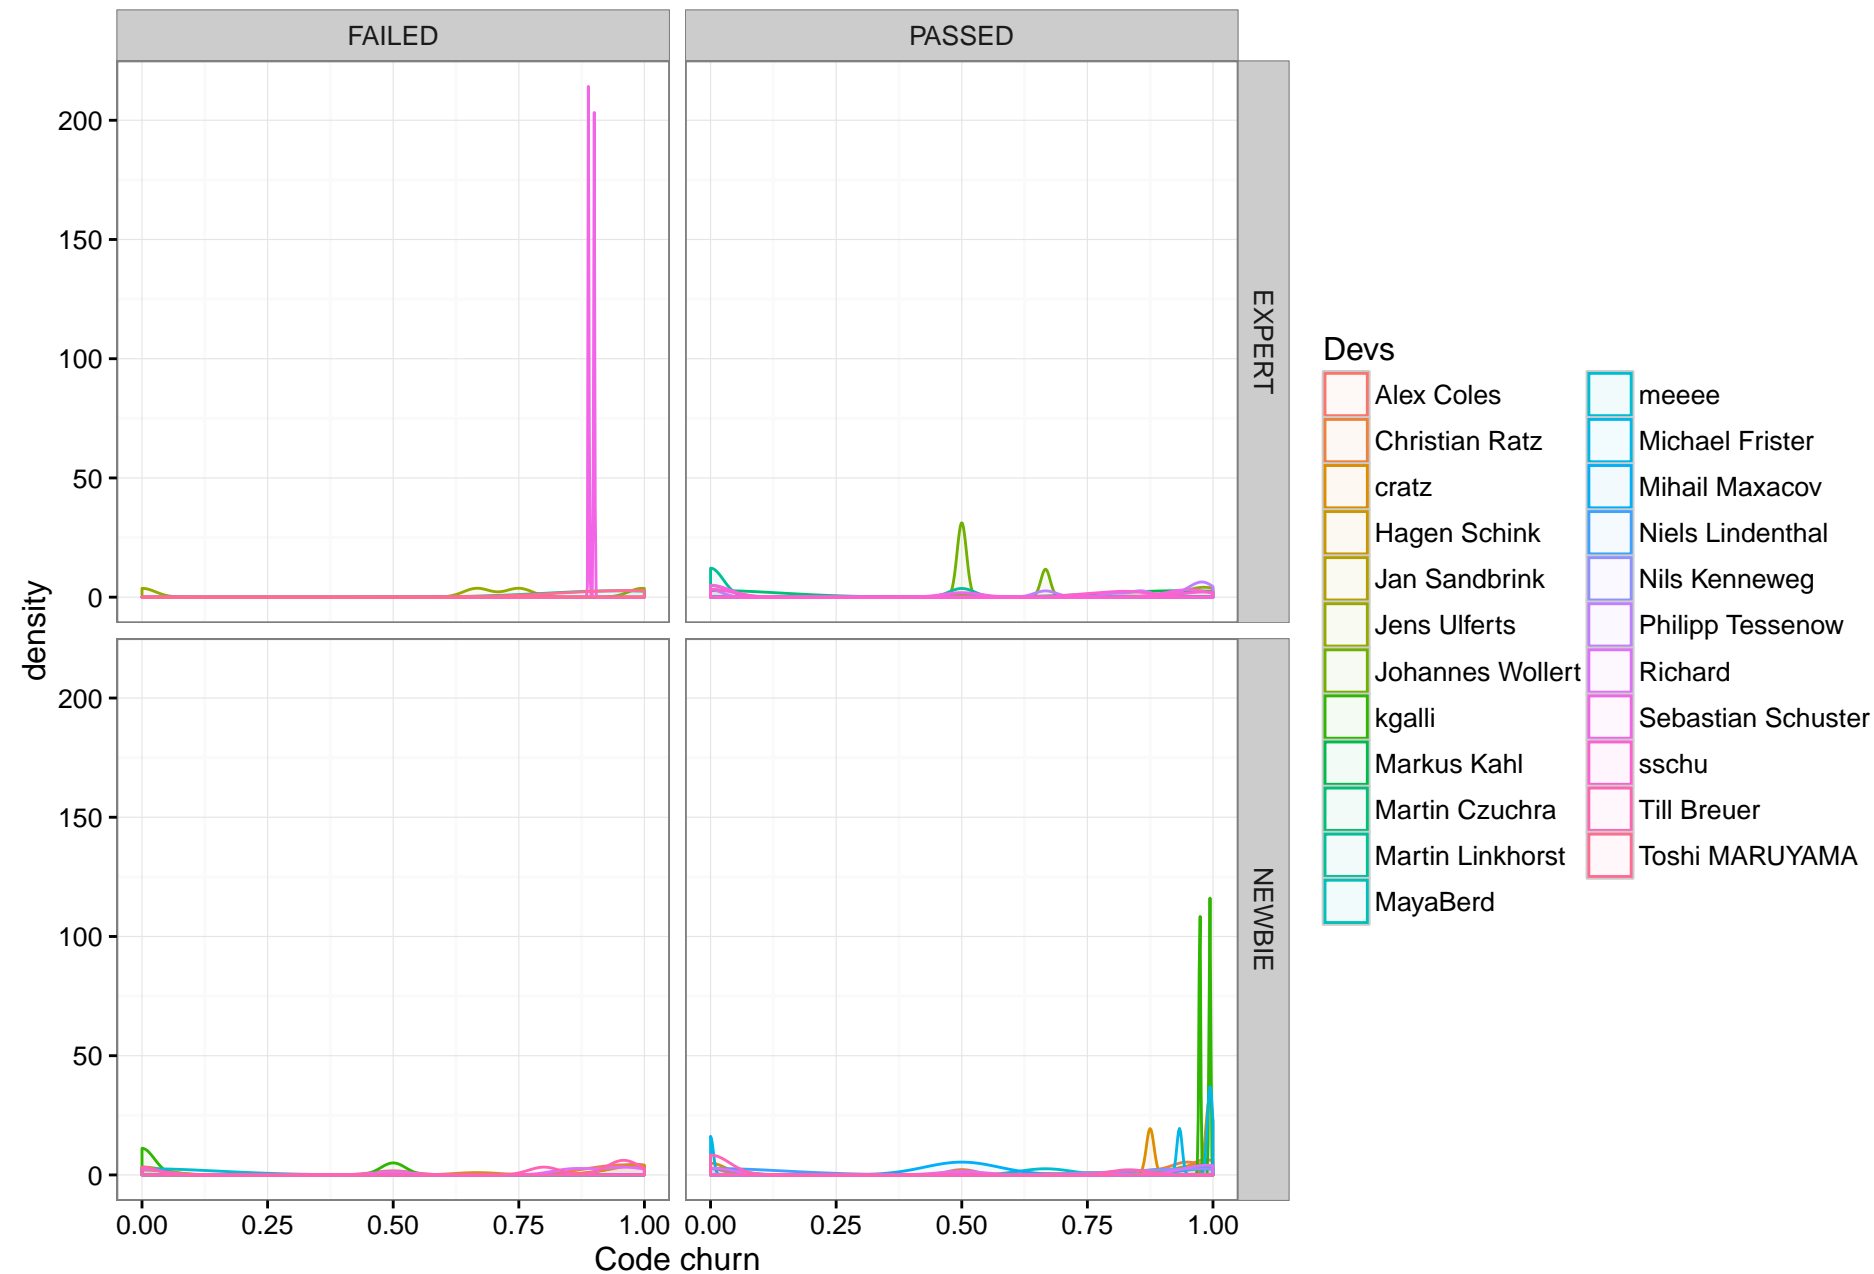 FAILED
PASSED
EXPERT
NEWBIE
density
200
150
100
50
0
200
150
100
50
0
0.00 0.25 0.50 0.75 1.00
0.00 0.25 0.50 0.75 1.00
Code churn
Devs
Alex Coles
Christian Ratz
cratz
Hagen Schink
Jan Sandbrink
Jens Ulferts
Johannes Wollert
kgalli
Markus Kahl
Martin Czuchra
Martin Linkhorst
MayaBerd
meeee
Michael Frister
Mihail Maxacov
Niels Lindenthal
Nils Kenneweg
Philipp Tessenow
Richard
Sebastian Schuster
sschu
Till Breuer
Toshi MARUYAMA